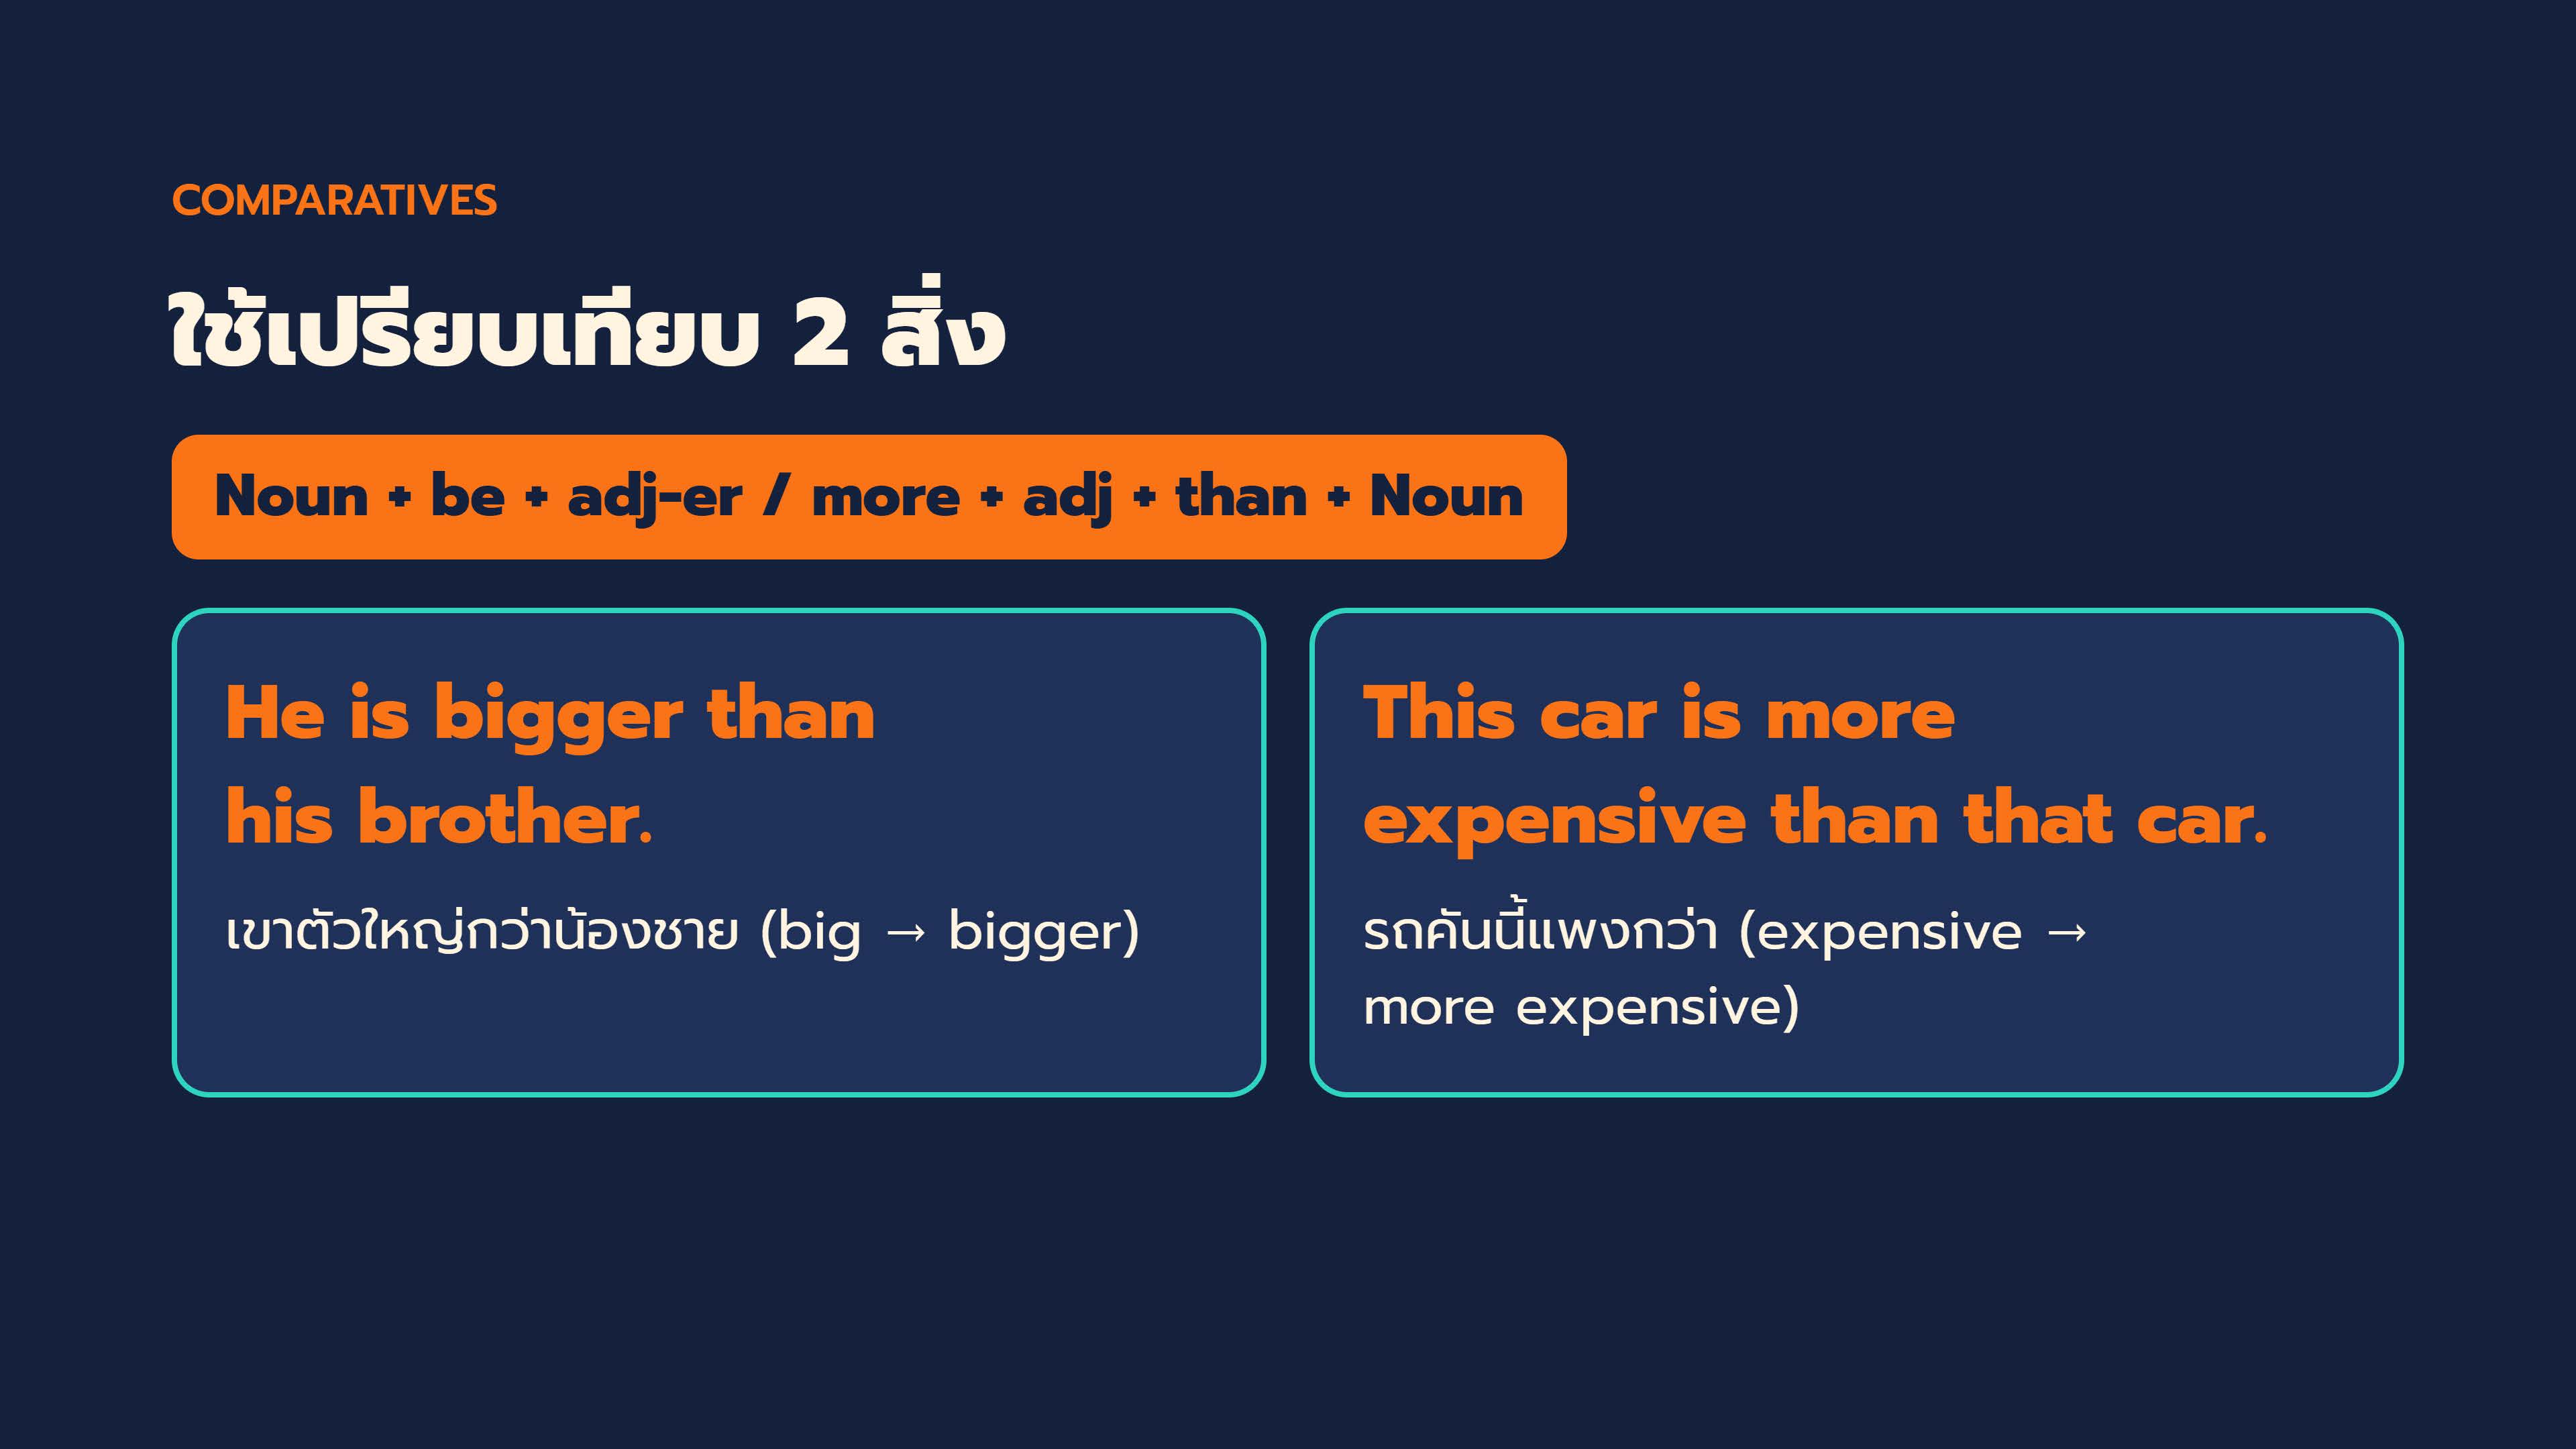 COMPARATIVES
ใช้เปรียบเทียบ 2 สิ่ง
Noun + be + adj-er / more + adj + than + Noun
He is bigger than
his brother.
เขาตัวใหญ่กว่าน้องชาย (big → bigger)
This car is more
expensive than that car.
รถคันนี้แพงกว่า (expensive →
more expensive)